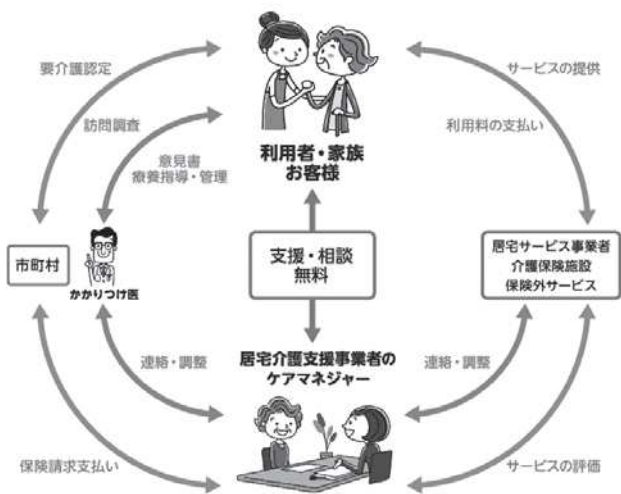 要介護認定
訪問調査
意見書
療養指導・管理
サービスの提供
利用料の支払い
利用者・家族
お客様
市町村
かかりつけ医
支援・相談
無料
居宅サービス事業者
介護保険施設
保険外サービス
連絡・調整
居宅介護支援事業者の
ケアマネジャー
連絡・調整
保険請求支払い
サービスの評価